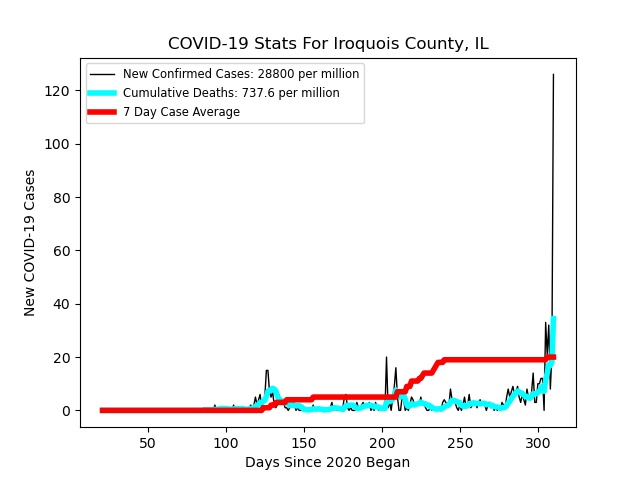 COVID-19 Stats For Iroquois County, IL
New Confirmed Cases: 28800 per million
Cumulative Deaths: 737.6 per million
7 Day Case Average
New COVID-19 Cases
120
100
80
60
40
20
0
50 100 150 200 250 300
Days Since 2020 Began